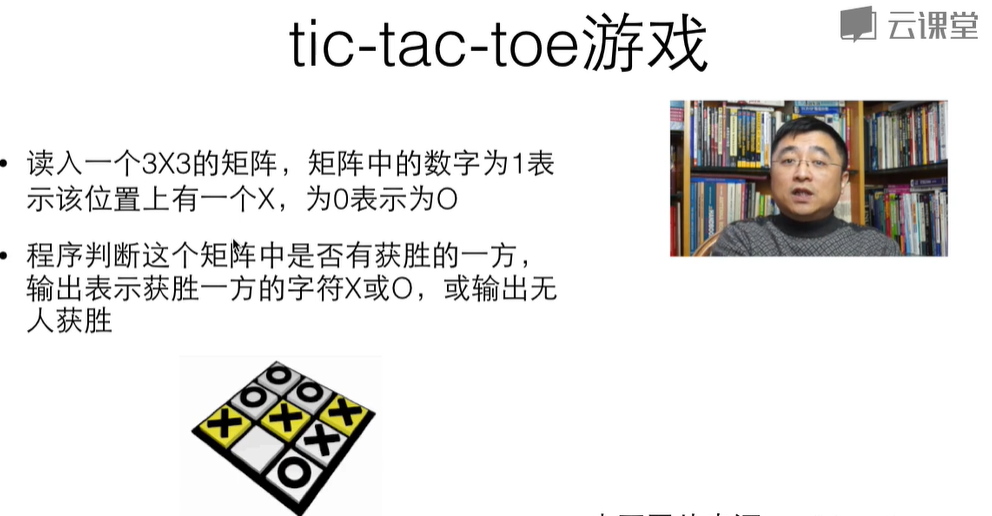 云课堂
tic-tac-toe游戏
• 读入一个3X3的矩阵，矩阵中的数字为1表
示该位置上有一个X，为0表示为O
• 程序判断这个矩阵中是否有获胜的一方，
输出表示获胜一方的字符X或O，或输出无
人获胜
O
O O
X X X
X
O